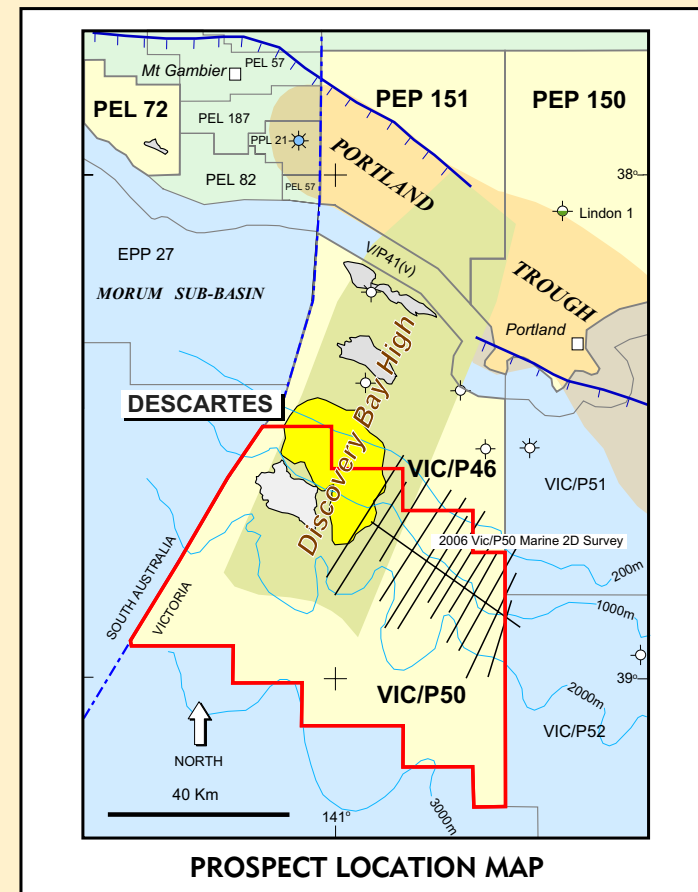 Mt Gambier
PEL 57
PEL 72
PEP 151
PEP 150
PEL 187
PPL 21
PEL 82
PEL 57
38°
PORTLAND
Lindon 1
V/P41(v)
EPP 27
MORUM SUB-BASIN
TROUGH
Portland
Discovery Bay High
DESCARTES
VIC/P46
VIC/P51
2006 Vic/P50 Marine 2D Survey
200m
SOUTH AUSTRALIA
VICTORIA
1000m
39°
VIC/P50
2000m
VIC/P52
NORTH
40 Km
141°
3000m
PROSPECT LOCATION MAP